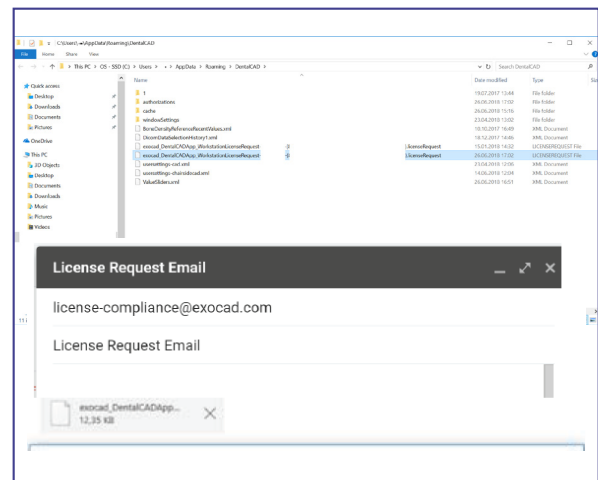 C:\Users\ \AppData\Roaming\DentalCAD
File Home Share View
This PC > OS - SSD (C:) > Users > > AppData > Roaming > DentalCAD >
Search DentalCAD
Name Date modified Type
Quick access
Desktop
Downloads
Documents
Pictures
OneDrive
This PC
3D Objects
Desktop
Documents
Downloads
Music
Pictures
Videos
1 19.07.2017 13:44 File folder
authorizations 26.06.2018 17:02 File folder
cache 26.06.2018 15:16 File folder
windowSettings 23.04.2018 13:02 File folder
BoneDensityReferenceRecentValues.xml 10.10.2017 16:49 XML Document
DicomDataSelectionHistory1.xml 18.12.2017 14:46 XML Document
exocad_DentalCADApp_WorkstationLicenseRequest- .LicenseRequest 15.01.2018 14:32 LICENSEREQUEST File
exocad_DentalCADApp_WorkstationLicenseRequest- .LicenseRequest 26.06.2018 17:02 LICENSEREQUEST File
usersettings-cad.xml 23.04.2018 12:06 XML Document
usersettings-chairsidecad.xml 14.06.2018 12:04 XML Document
ValueSliders.xml 26.06.2018 16:51 XML Document
License Request Email
license-compliance@exocad.com
License Request Email
exocad_DentalCADApp...
12,35 KB